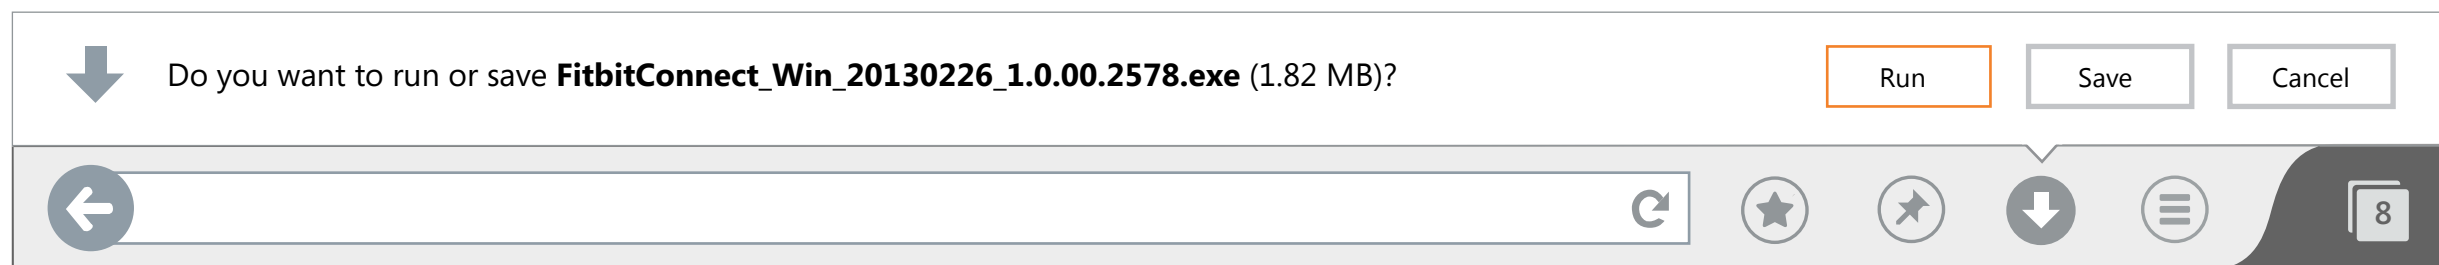 Do you want to run or save FitbitConnect_Win_20130226_1.0.00.2578.exe (1.82 MB)?
Run
Save
Cancel
8